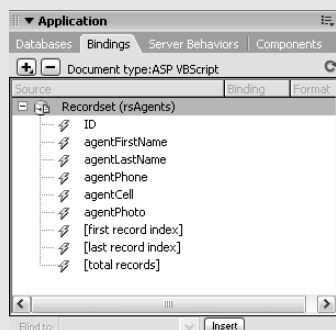 Application
Databases Bindings Server Behaviors Components
Document type:ASP VBScript
Source Binding Format
Recordset (rsAgents)
ID
agentFirstName
agentLastName
agentPhone
agentCell
agentPhoto
[first record index]
[last record index]
[total records]
Bind to: Insert